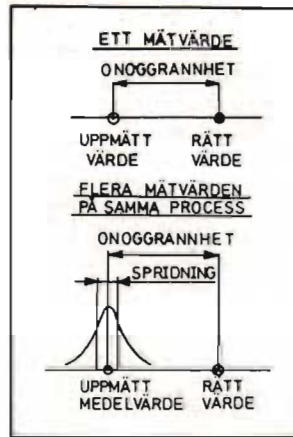 ETT MÄTVÄRDE
ONOGGRANNHET
UPPMÄTT RÄTT
VÄRDE VÄRDE
FLERA MÄTVÄRDEN
PÅ SAMMA PROCESS
ONOGGRANNHET
SPRIDNING
UPPMÄTT RÄTT
MEDELVÄRDE VÄRDE